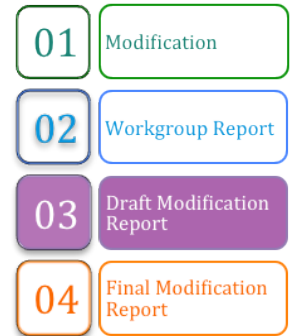 01 Modification
02 Workgroup Report
03 Draft Modification
Report
04 Final Modification
Report